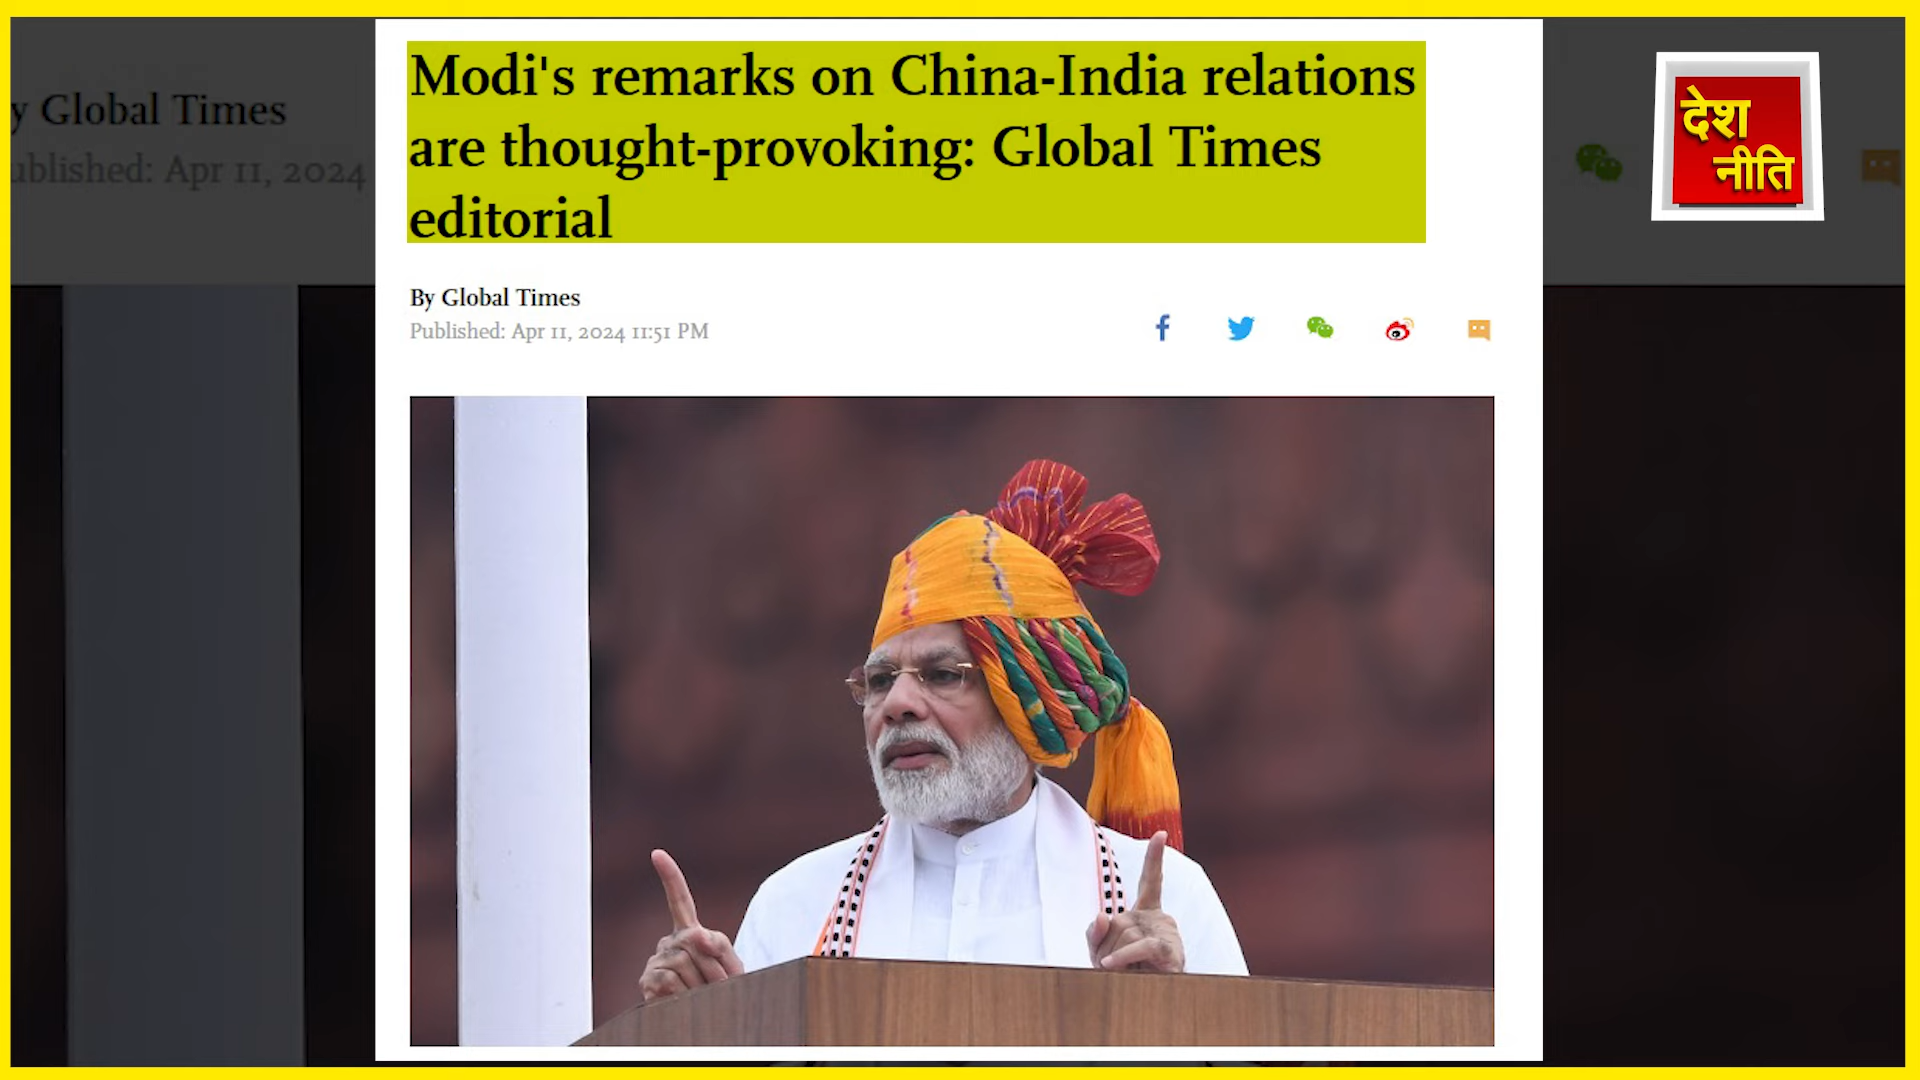 Modi's remarks on China-India relations
are thought-provoking: Global Times
editorial
By Global Times
Published: Apr 11, 2024 11:51 PM
y Global Times
ublished: Apr 11, 2024
देश
नीति